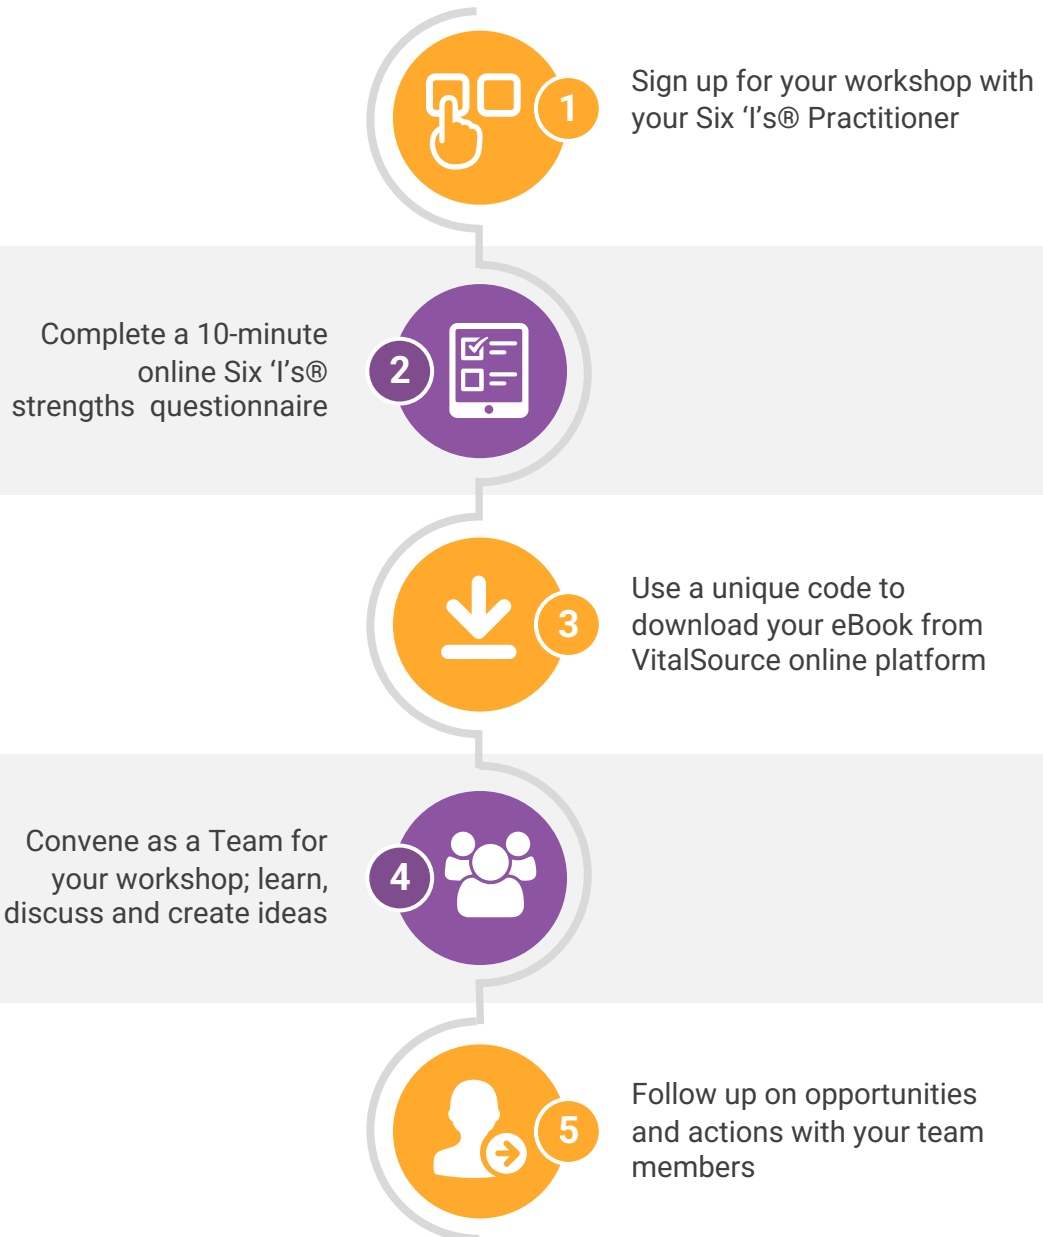 1
Sign up for your workshop with
your Six ‘I’s® Practitioner
Complete a 10-minute
online Six ‘I’s®
strengths  questionnaire
2
3
Use a unique code to
download your eBook from
VitalSource online platform
Convene as a Team for
your workshop; learn,
discuss and create ideas
4
5
Follow up on opportunities
and actions with your team
members